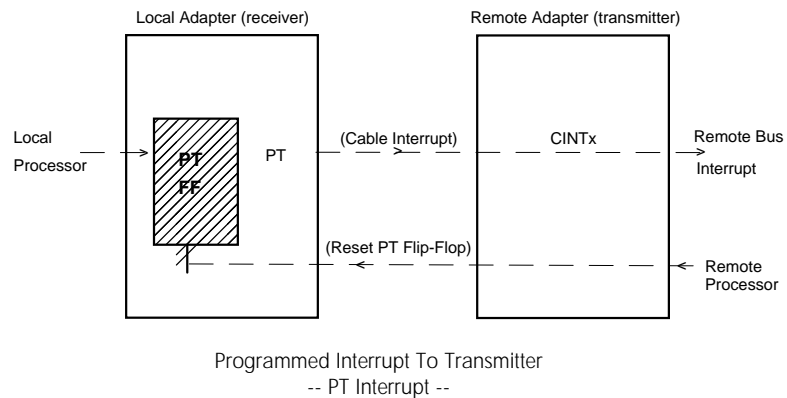 Local Adapter (receiver)
Remote Adapter (transmitter)
Local
Processor
PT
FF
PT
(Cable Interrupt)
CINTx
Remote Bus
Interrupt
(Reset PT Flip-Flop)
Remote
Processor
Programmed Interrupt To Transmitter
-- PT Interrupt --